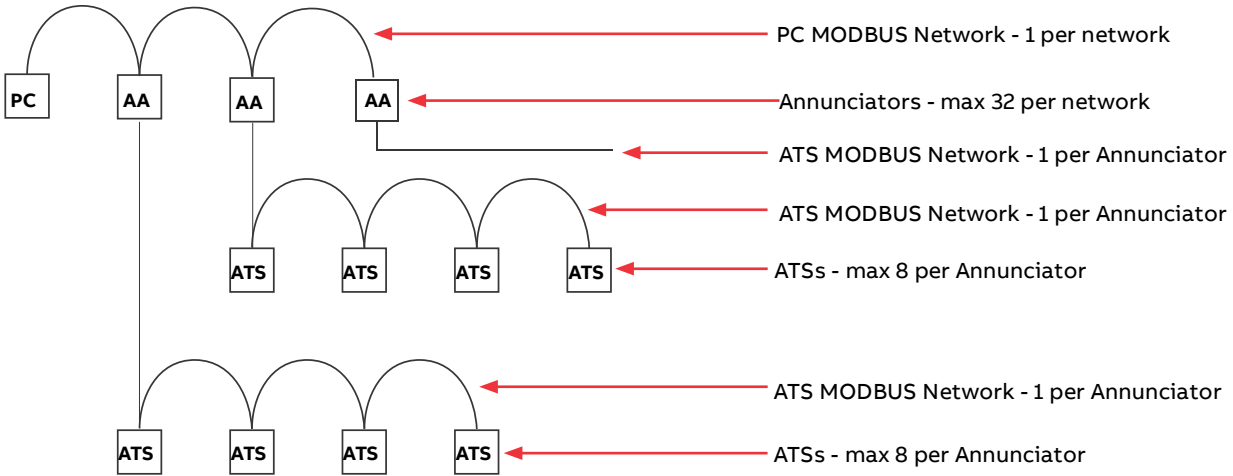 PC MODBUS Network - 1 per network
PC AA AA AA Annunciators - max 32 per network
ATS MODBUS Network - 1 per Annunciator
ATS MODBUS Network - 1 per Annunciator
ATS ATS ATS ATS ATSs - max 8 per Annunciator
ATS MODBUS Network - 1 per Annunciator
ATS ATS ATS ATS ATSs - max 8 per Annunciator